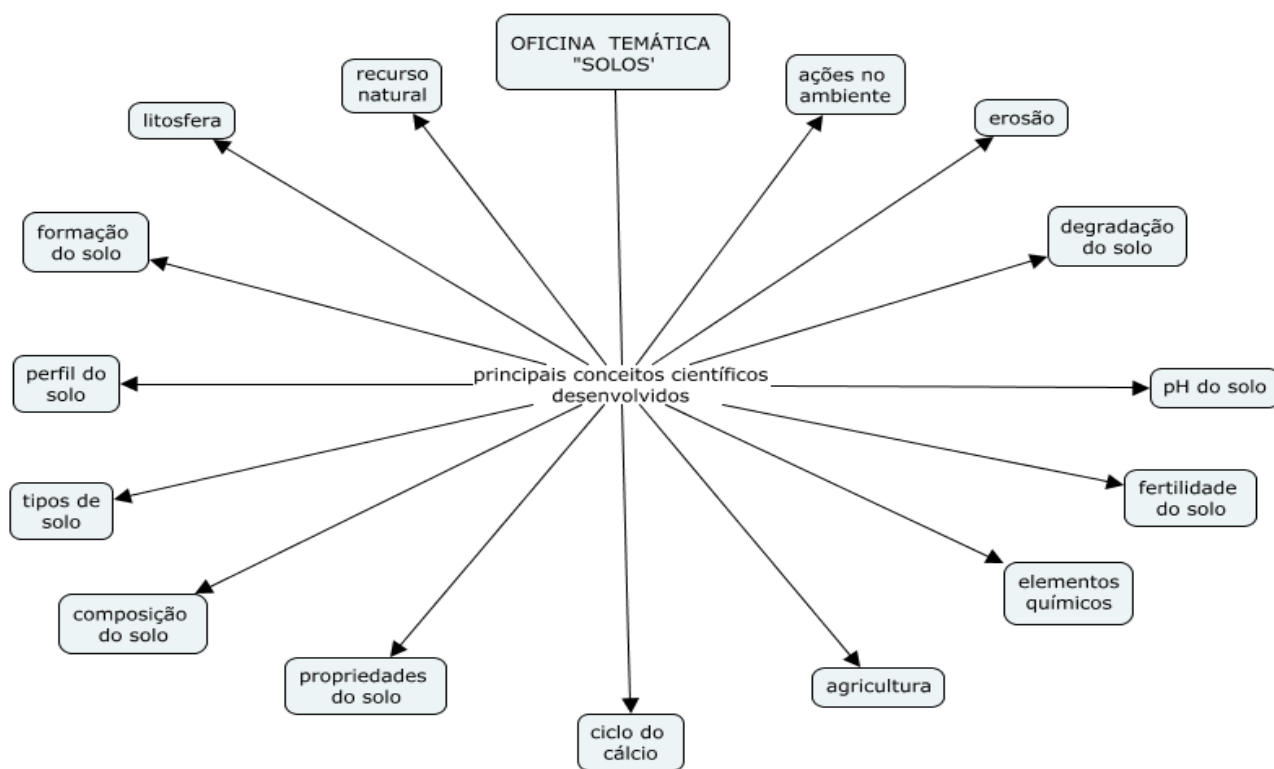 OFICINA TEMÁTICA
"SOLOS'
recurso
natural
ações no
ambiente
litosfera
erosão
formação
do solo
degradação
do solo
principais conceitos científicos
desenvolvidos
perfil do
solo
pH do solo
tipos de
solo
fertilidade
do solo
composição
do solo
elementos
químicos
propriedades
do solo
agricultura
ciclo do
cálcio